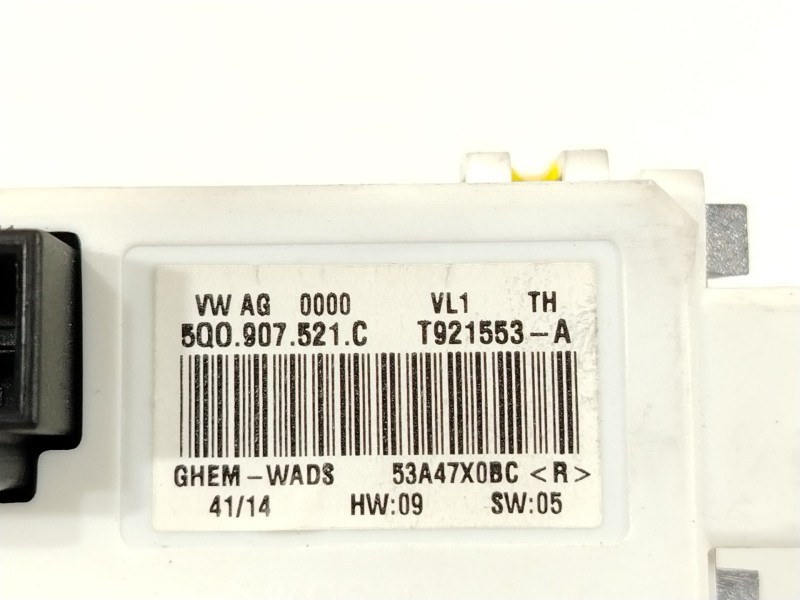 VW AG 0000 VL1 TH
5Q0.907.521.C T921553-A
GHEM-WADS 53A47X0BC <R>
41/14 HW:09 SW:05